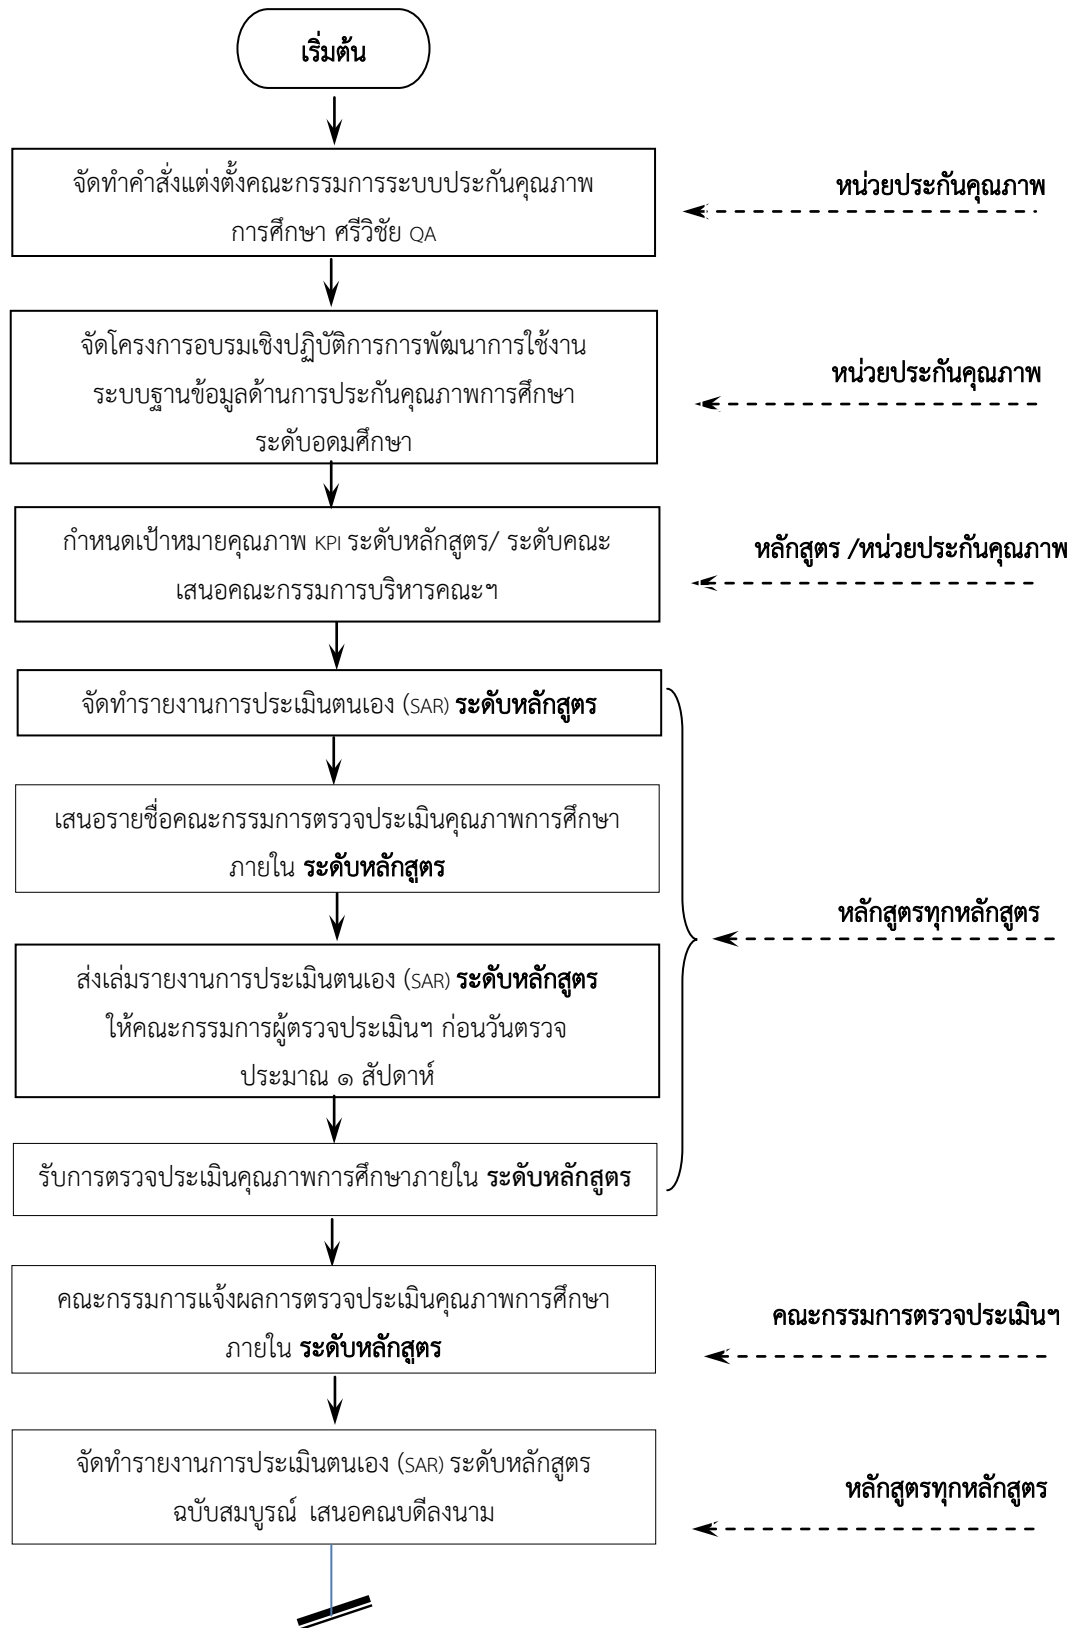 เริ่มต้น
จัดทำคำสั่งแต่งตั้งคณะกรรมการระบบประกันคุณภาพ
การศึกษา ศรีวิชัย QA
หน่วยประกันคุณภาพ
จัดโครงการอบรมเชิงปฏิบัติการการพัฒนาการใช้งาน
ระบบฐานข้อมูลด้านการประกันคุณภาพการศึกษา
ระดับอุดมศึกษา
หน่วยประกันคุณภาพ
กำหนดเป้าหมายคุณภาพ KPI ระดับหลักสูตร/ ระดับคณะ
เสนอคณะกรรมการบริหารคณะฯ
หลักสูตร /หน่วยประกันคุณภาพ
จัดทำรายงานการประเมินตนเอง (SAR) ระดับหลักสูตร
เสนอรายชื่อคณะกรรมการตรวจประเมินคุณภาพการศึกษา
ภายใน ระดับหลักสูตร
ส่งเล่มรายงานการประเมินตนเอง (SAR) ระดับหลักสูตร
ให้คณะกรรมการผู้ตรวจประเมินฯ ก่อนวันตรวจ
ประมาณ ๑ สัปดาห์
รับการตรวจประเมินคุณภาพการศึกษาภายใน ระดับหลักสูตร
หลักสูตรทุกหลักสูตร
คณะกรรมการแจ้งผลการตรวจประเมินคุณภาพการศึกษา
ภายใน ระดับหลักสูตร
คณะกรรมการตรวจประเมินฯ
จัดทำรายงานการประเมินตนเอง (SAR) ระดับหลักสูตร
ฉบับสมบูรณ์ เสนอคณบดีลงนาม
หลักสูตรทุกหลักสูตร